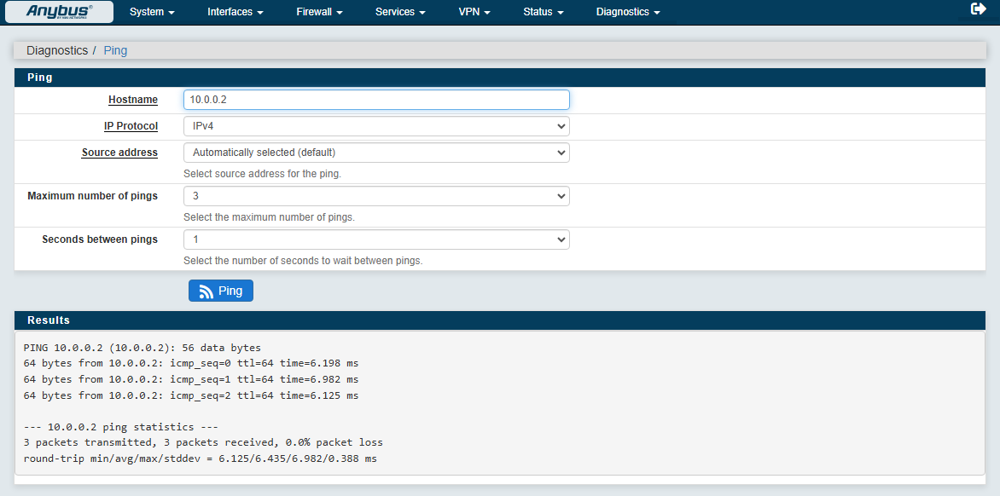 Anybus®
BY HMS NETWORKS
System Interfaces Firewall Services VPN Status Diagnostics
Diagnostics / Ping
Ping
Hostname 10.0.0.2
IP Protocol IPv4
Source address Automatically selected (default)
Select source address for the ping.
Maximum number of pings 3
Select the maximum number of pings.
Seconds between pings 1
Select the number of seconds to wait between pings.
Ping
Results
PING 10.0.0.2 (10.0.0.2): 56 data bytes
64 bytes from 10.0.0.2: icmp_seq=0 ttl=64 time=6.198 ms
64 bytes from 10.0.0.2: icmp_seq=1 ttl=64 time=6.982 ms
64 bytes from 10.0.0.2: icmp_seq=2 ttl=64 time=6.125 ms
--- 10.0.0.2 ping statistics ---
3 packets transmitted, 3 packets received, 0.0% packet loss
round-trip min/avg/max/stddev = 6.125/6.435/6.982/0.388 ms